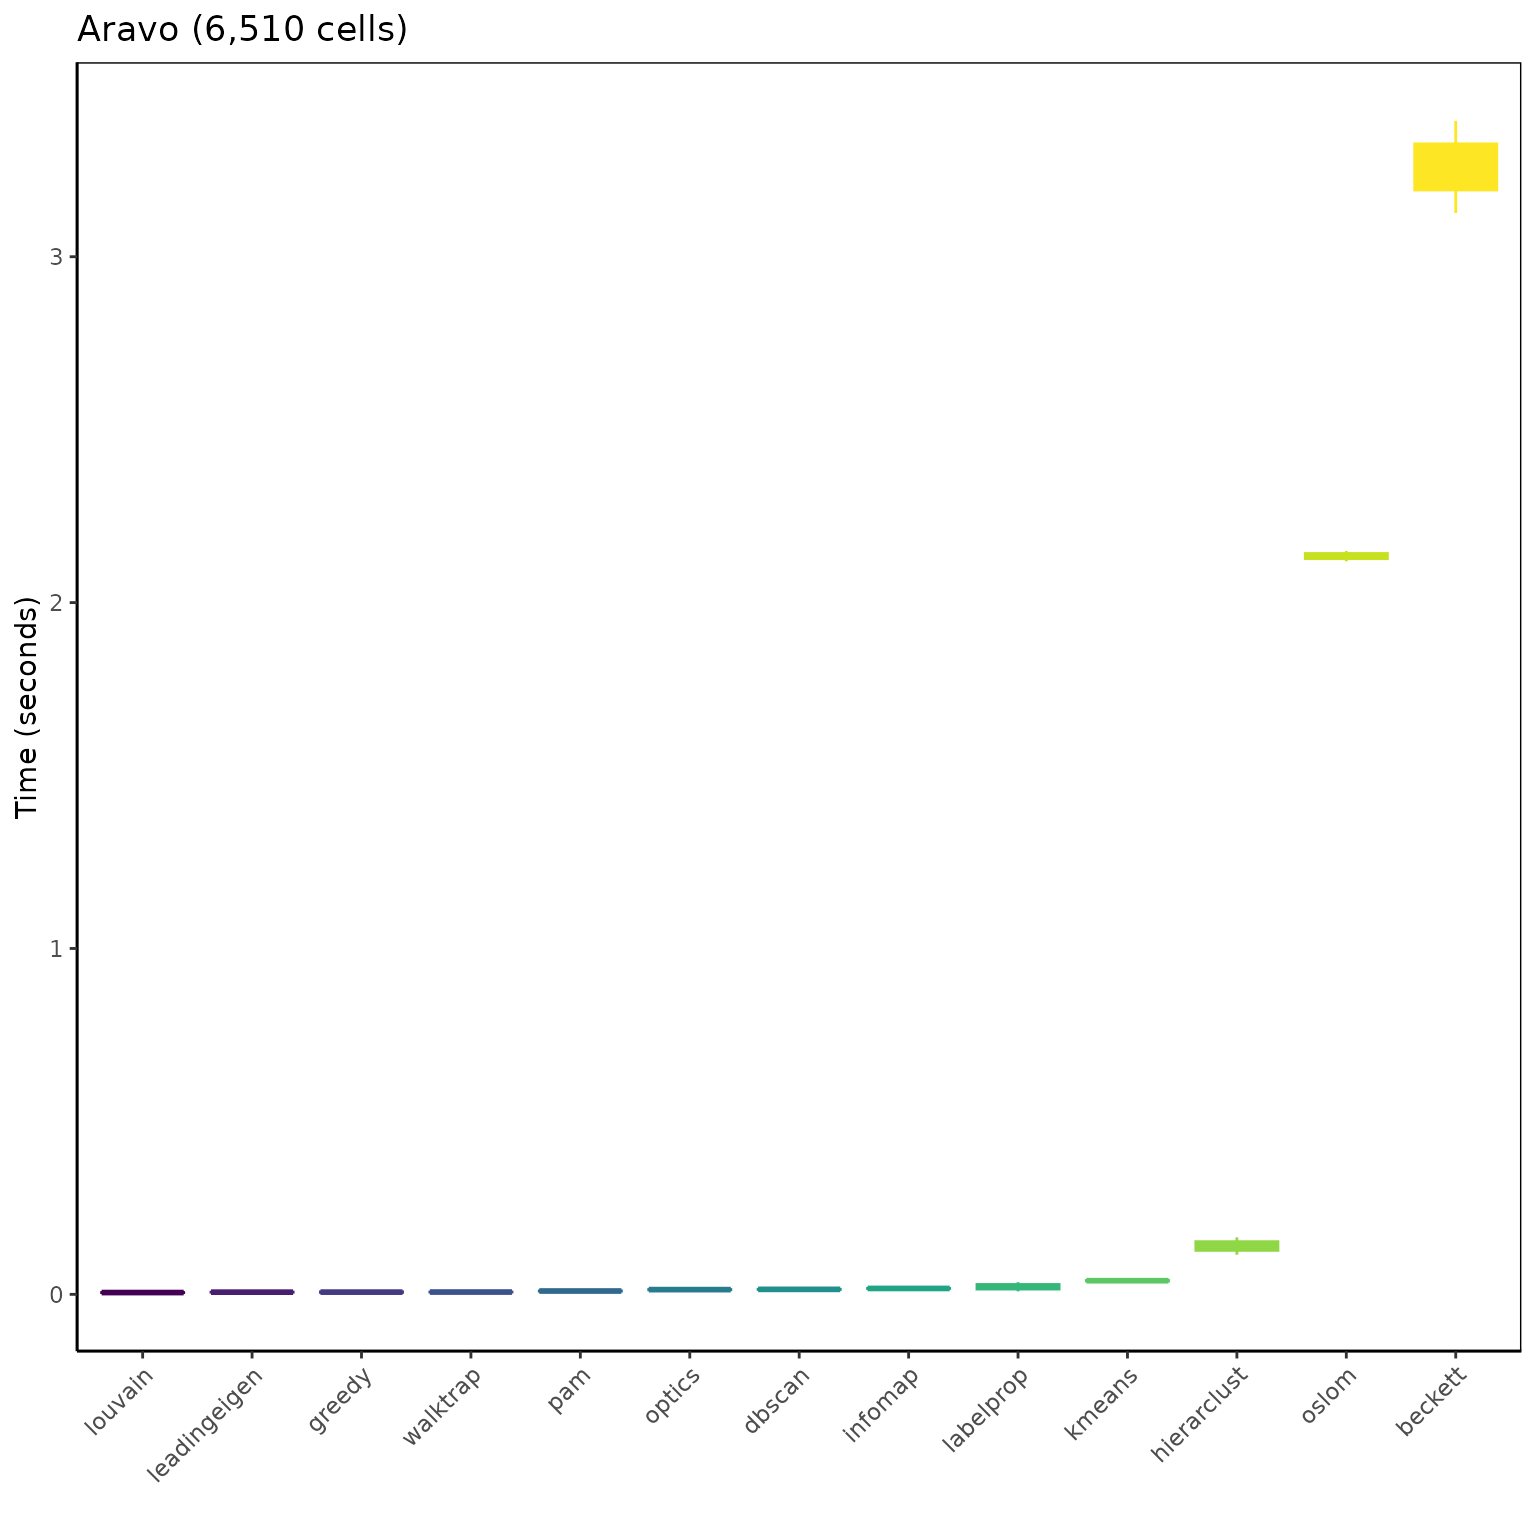 Aravo (6,510 cells)
Time (seconds)
3
2
1
0
louvain
leadingeigen
greedy
walktrap
pam
optics
dbscan
infomap
labelprop
kmeans
hierarclust
oslom
beckett